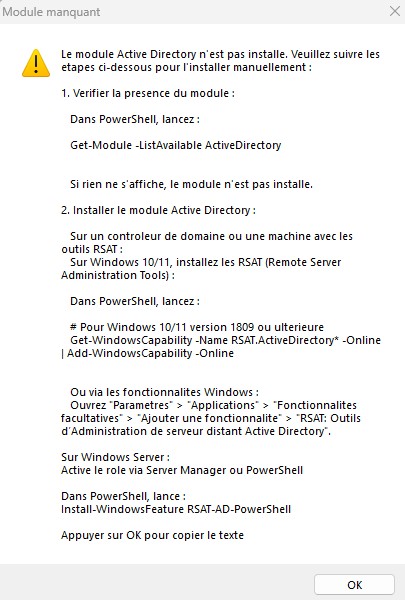 Module manquant
Le module Active Directory n'est pas installe. Veuillez suivre les
etapes ci-dessous pour l'installer manuellement :
1. Verifier la presence du module :
Dans PowerShell, lancez :
Get-Module -ListAvailable ActiveDirectory
Si rien ne s'affiche, le module n'est pas installe.
2. Installer le module Active Directory :
Sur un controleur de domaine ou une machine avec les
outils RSAT :
Sur Windows 10/11, installez les RSAT (Remote Server
Administration Tools) :
Dans PowerShell, lancez :
# Pour Windows 10/11 version 1809 ou ulterieure
Get-WindowsCapability -Name RSAT.ActiveDirectory* -Online
| Add-WindowsCapability -Online
Ou via les fonctionnalites Windows :
Ouvrez "Parametres" > "Applications" > "Fonctionnalites
facultatives" > "Ajouter une fonctionnalite" > "RSAT: Outils
d'Administration de serveur distant Active Directory".
Sur Windows Server :
Active le role via Server Manager ou PowerShell
Dans PowerShell, lance :
Install-WindowsFeature RSAT-AD-PowerShell
Appuyer sur OK pour copier le texte
OK